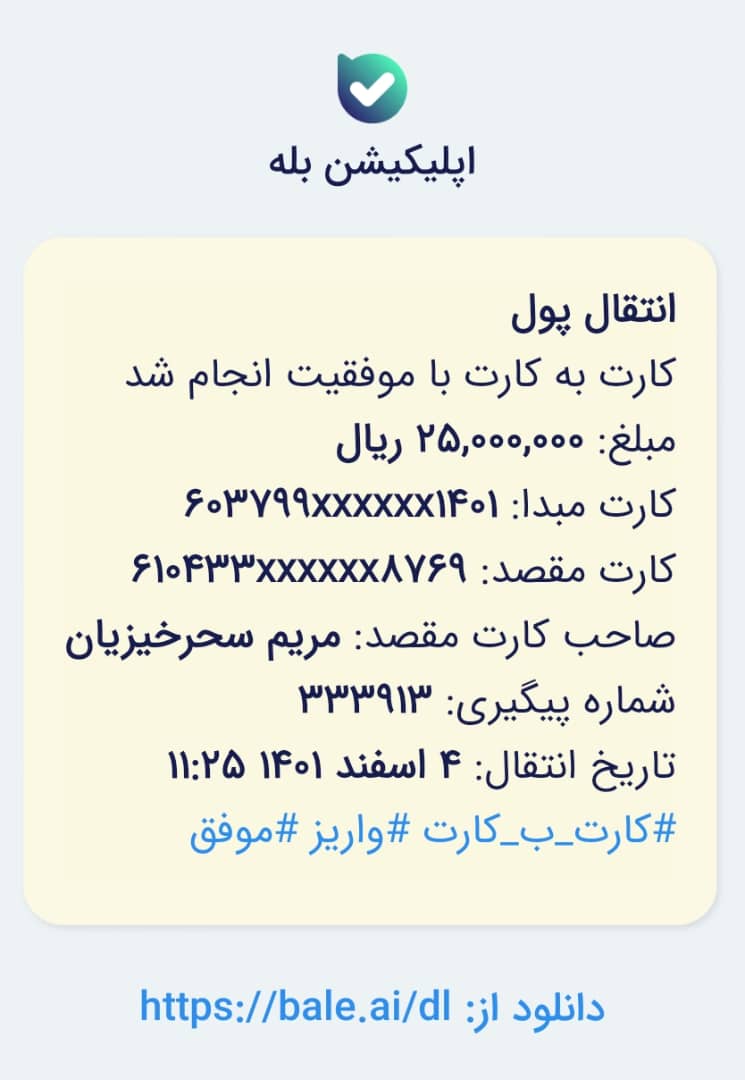 اپلیکیشن بله
انتقال پول
کارت به کارت با موفقیت انجام شد
مبلغ: ۲۵,۰۰۰,۰۰۰ ریال
کارت مبدا: ۶۰۳۷۹۹xxxxxx۱۴۰۱
کارت مقصد: ۶۱۰۴۳۳xxxxxx۸۷۶۹
صاحب کارت مقصد: مریم سحرخیزیان
شماره پیگیری: ۳۳۳۹۱۳
تاریخ انتقال: ۴ اسفند ۱۴۰۱ ۱۱:۲۵
#کارت_ب_کارت #واریز #موفق
دانلود از: https://bale.ai/dl